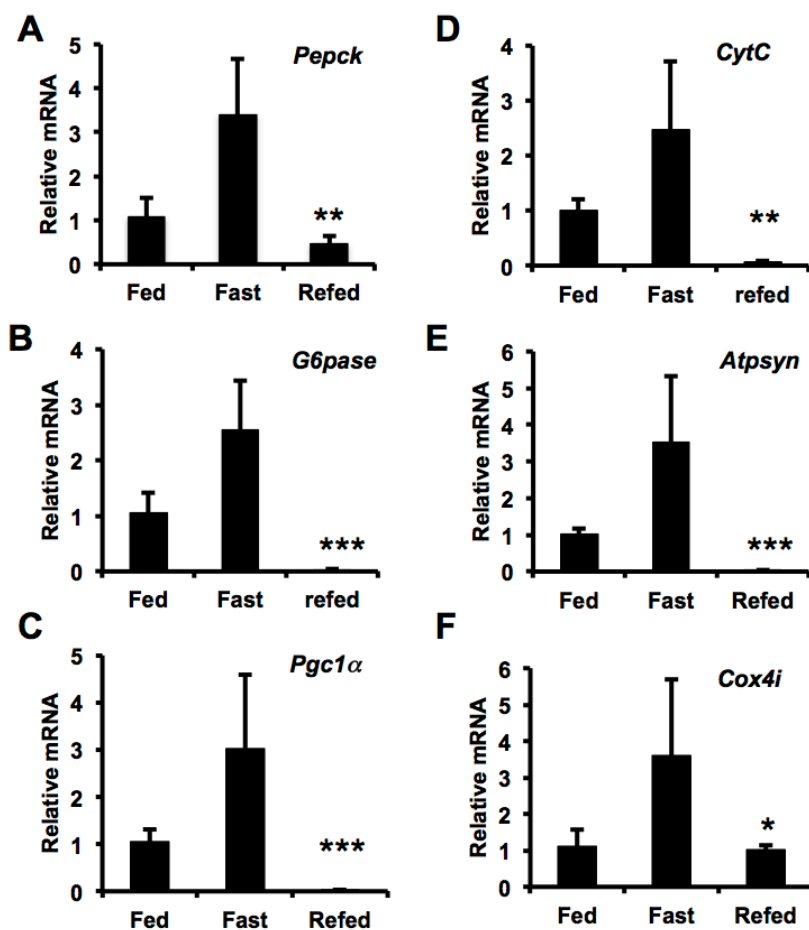 A
Pepck
Relative mRNA
5
4
3
2
1
0
**
Fed Fast Refed
B
G6pase
Relative mRNA
4
3
2
1
0
***
Fed Fast refed
C
Pgc1α
Relative mRNA
5
4
3
2
1
0
***
Fed Fast Refed
D
CytC
Relative mRNA
4
3
2
1
0
**
Fed Fast refed
E
Atpsyn
Relative mRNA
6
5
4
3
2
1
0
***
Fed Fast Refed
F
Cox4i
Relative mRNA
6
5
4
3
2
1
0
*
Fed Fast Refed